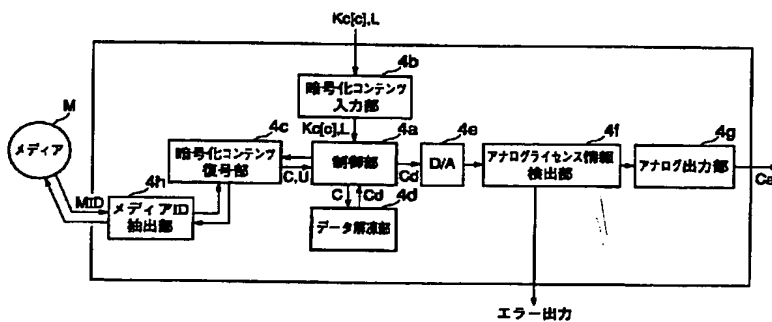 Kc[c],L
4b
暗号化コンテンツ
入力部
Kc[c],L
M
メディア
4c
暗号化コンテンツ
復号部
4a
制御部
C,U
Cd
4e
D/A
4f
アナログライセンス情報
検出部
4g
アナログ出力部
Ca
MID
4h
メディアID
抽出部
C
Cd
4d
データ解凍部
エラー出力